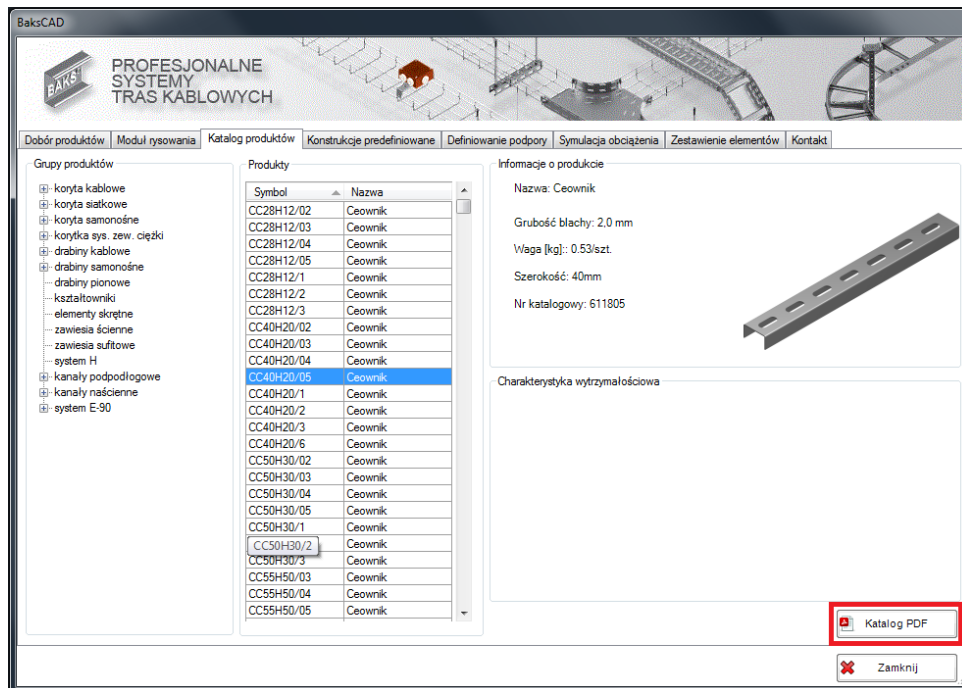 BaksCAD
BAKS
PROFESJONALNE
SYSTEMY
TRAS KABLOWYCH
Dobór produktów
Moduł rysowania
Katalog produktów
Konstrukcje predefiniowane
Definiowanie podpory
Symulacja obciążenia
Zestawienie elementów
Kontakt
Grupy produktów
koryta kablowe
koryta siatkowe
koryta samonośne
korytka sys. zew. ciężki
drabiny kablowe
drabiny samonośne
drabiny pionowe
kształtowniki
elementy skrętne
zawiesia ścienne
zawiesia sufitowe
system H
kanały podpodłogowe
kanały naścienne
system E-90
Produkty
Symbol Nazwa
CC28H12/02 Ceownik
CC28H12/03 Ceownik
CC28H12/04 Ceownik
CC28H12/05 Ceownik
CC28H12/1 Ceownik
CC28H12/2 Ceownik
CC28H12/3 Ceownik
CC40H20/02 Ceownik
CC40H20/03 Ceownik
CC40H20/04 Ceownik
CC40H20/05 Ceownik
CC40H20/1 Ceownik
CC40H20/2 Ceownik
CC40H20/3 Ceownik
CC40H20/6 Ceownik
CC50H30/02 Ceownik
CC50H30/03 Ceownik
CC50H30/04 Ceownik
CC50H30/05 Ceownik
CC50H30/1 Ceownik
CC50H30/2 Ceownik
CC50H30/3 Ceownik
CC55H50/03 Ceownik
CC55H50/04 Ceownik
CC55H50/05 Ceownik
Informacje o produkcie
Nazwa: Ceownik
Grubość blachy: 2,0 mm
Waga [kg]:: 0.53/szt.
Szerokość: 40mm
Nr katalogowy: 611805
Charakterystyka wytrzymałościowa
Katalog PDF
Zamknij